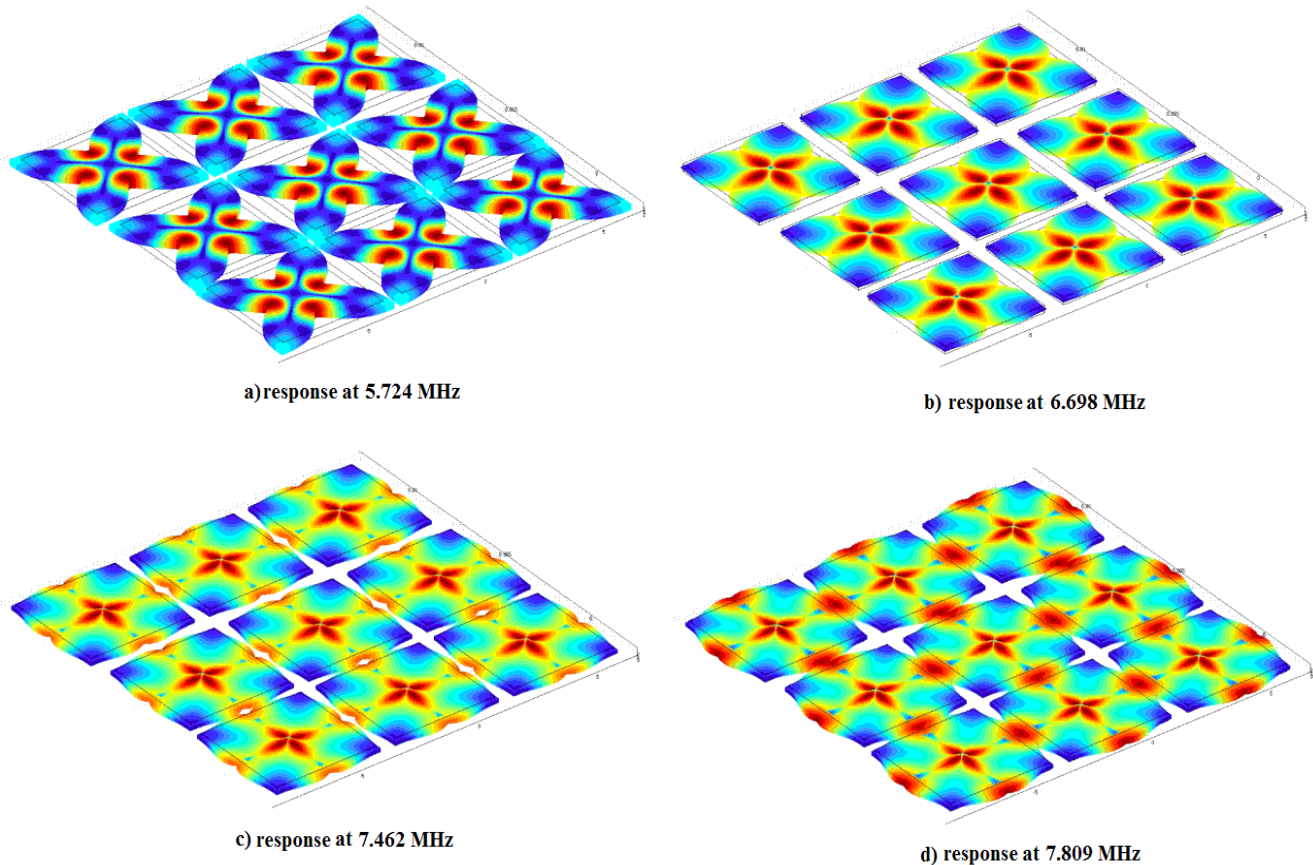 a) response at 5.724 MHz
b) response at 6.698 MHz
c) response at 7.462 MHz
d) response at 7.809 MHz